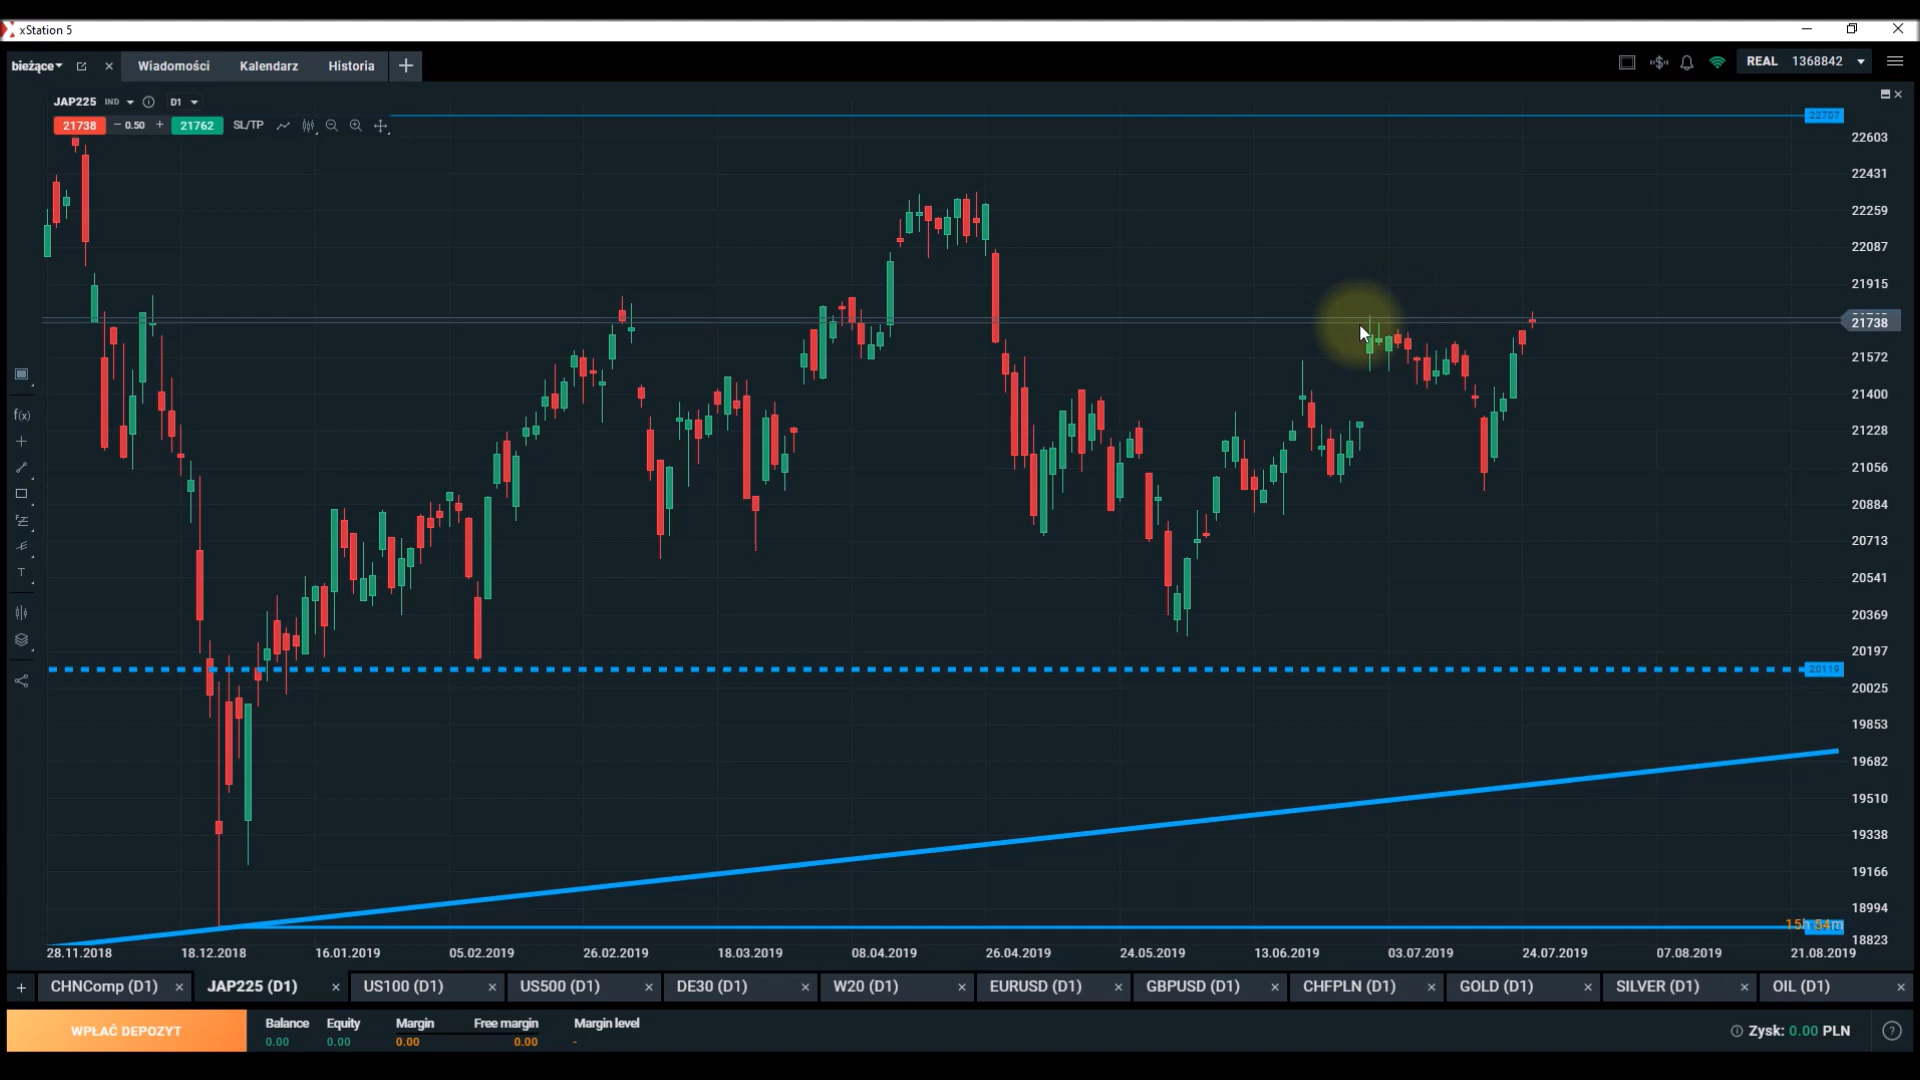 xStation 5
bieżące Wiadomości Kalendarz Historia REAL 1368842
JAP225 IND D1
21738 0.50 21762 SL/TP
22707
22603
22431
22259
22087
21915
21738
21572
21400
21228
21056
20884
20713
20541
20369
20197
20119
20025
19853
19682
19510
19338
19166
18994
15h 54m
18823
28.11.2018 18.12.2018 16.01.2019 05.02.2019 26.02.2019 18.03.2019 08.04.2019 26.04.2019 24.05.2019 13.06.2019 03.07.2019 24.07.2019 07.08.2019 21.08.2019
CHNComp (D1) JAP225 (D1) US100 (D1) US500 (D1) DE30 (D1) W20 (D1) EURUSD (D1) GBPUSD (D1) CHFPLN (D1) GOLD (D1) SILVER (D1) OIL (D1)
WPŁAĆ DEPOZYT Balance Equity Margin Free margin Margin level
0.00 0.00 0.00 0.00 -
Zysk: 0.00 PLN